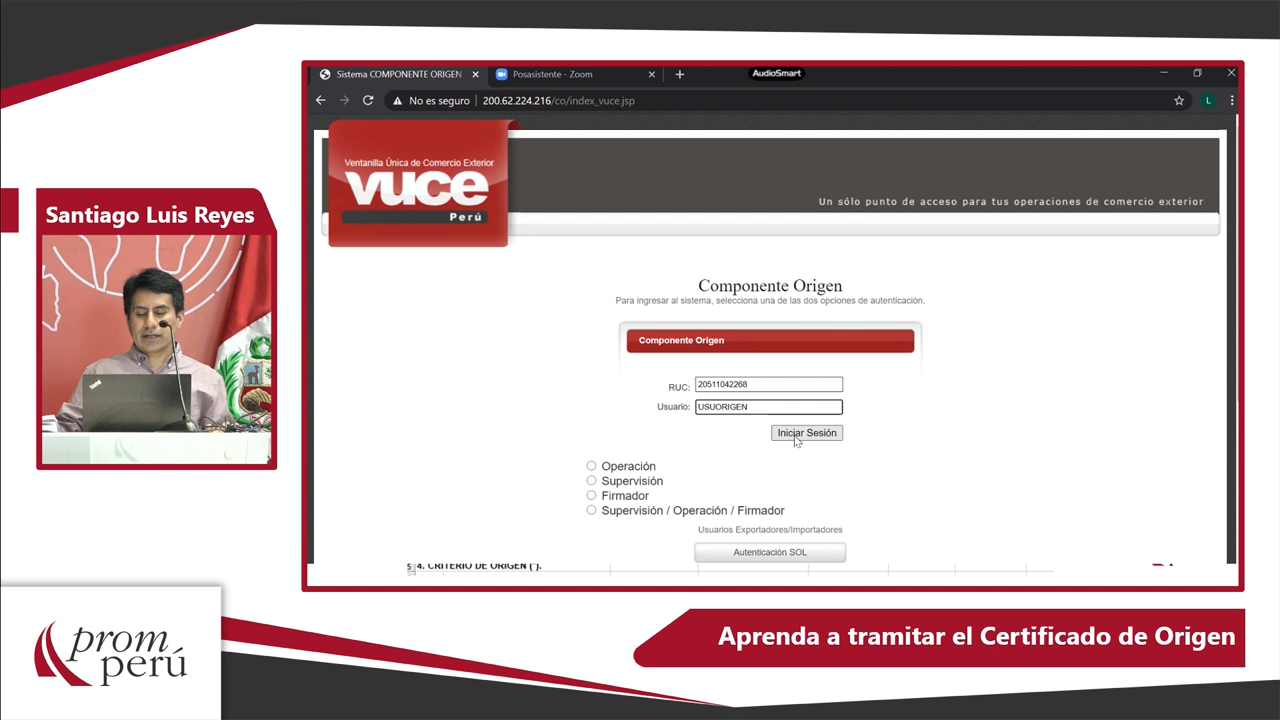 Santiago Luis Reyes
Sistema COMPONENTE ORIGEN
Posasistente - Zoom
AudioSmart
No es seguro
200.62.224.216/co/index_vuce.jsp
L
Ventanilla Única de Comercio Exterior
vuce
Perú
Un sólo punto de acceso para tus operaciones de comercio exterior
Componente Origen
Para ingresar al sistema, selecciona una de las dos opciones de autenticación.
Componente Origen
RUC: 20511042268
Usuario: USUORIGEN
Iniciar Sesión
Operación
Supervisión
Firmador
Supervisión / Operación / Firmador
Usuarios Exportadores/Importadores
Autenticación SOL
4. CRITERIO DE ORIGEN (*).
Aprenda a tramitar el Certificado de Origen
prom
perú